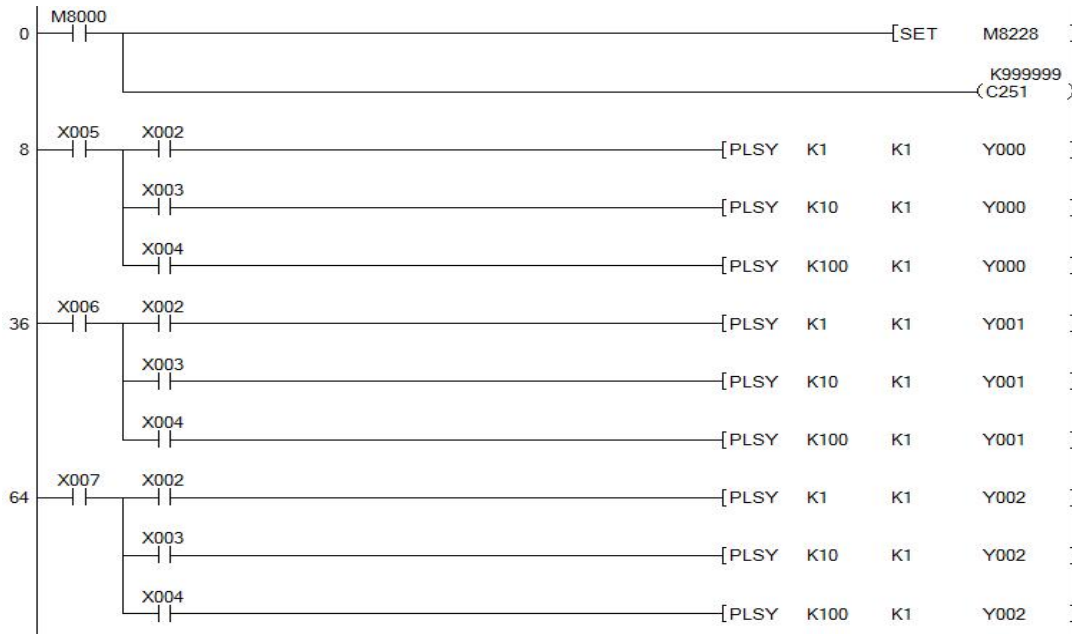 M8000
0 [SET M8228 ]
K999999
(C251 )
X005 X002
8 [PLSY K1 K1 Y000 ]
X003
[PLSY K10 K1 Y000 ]
X004
[PLSY K100 K1 Y000 ]
X006 X002
36 [PLSY K1 K1 Y001 ]
X003
[PLSY K10 K1 Y001 ]
X004
[PLSY K100 K1 Y001 ]
X007 X002
64 [PLSY K1 K1 Y002 ]
X003
[PLSY K10 K1 Y002 ]
X004
[PLSY K100 K1 Y002 ]